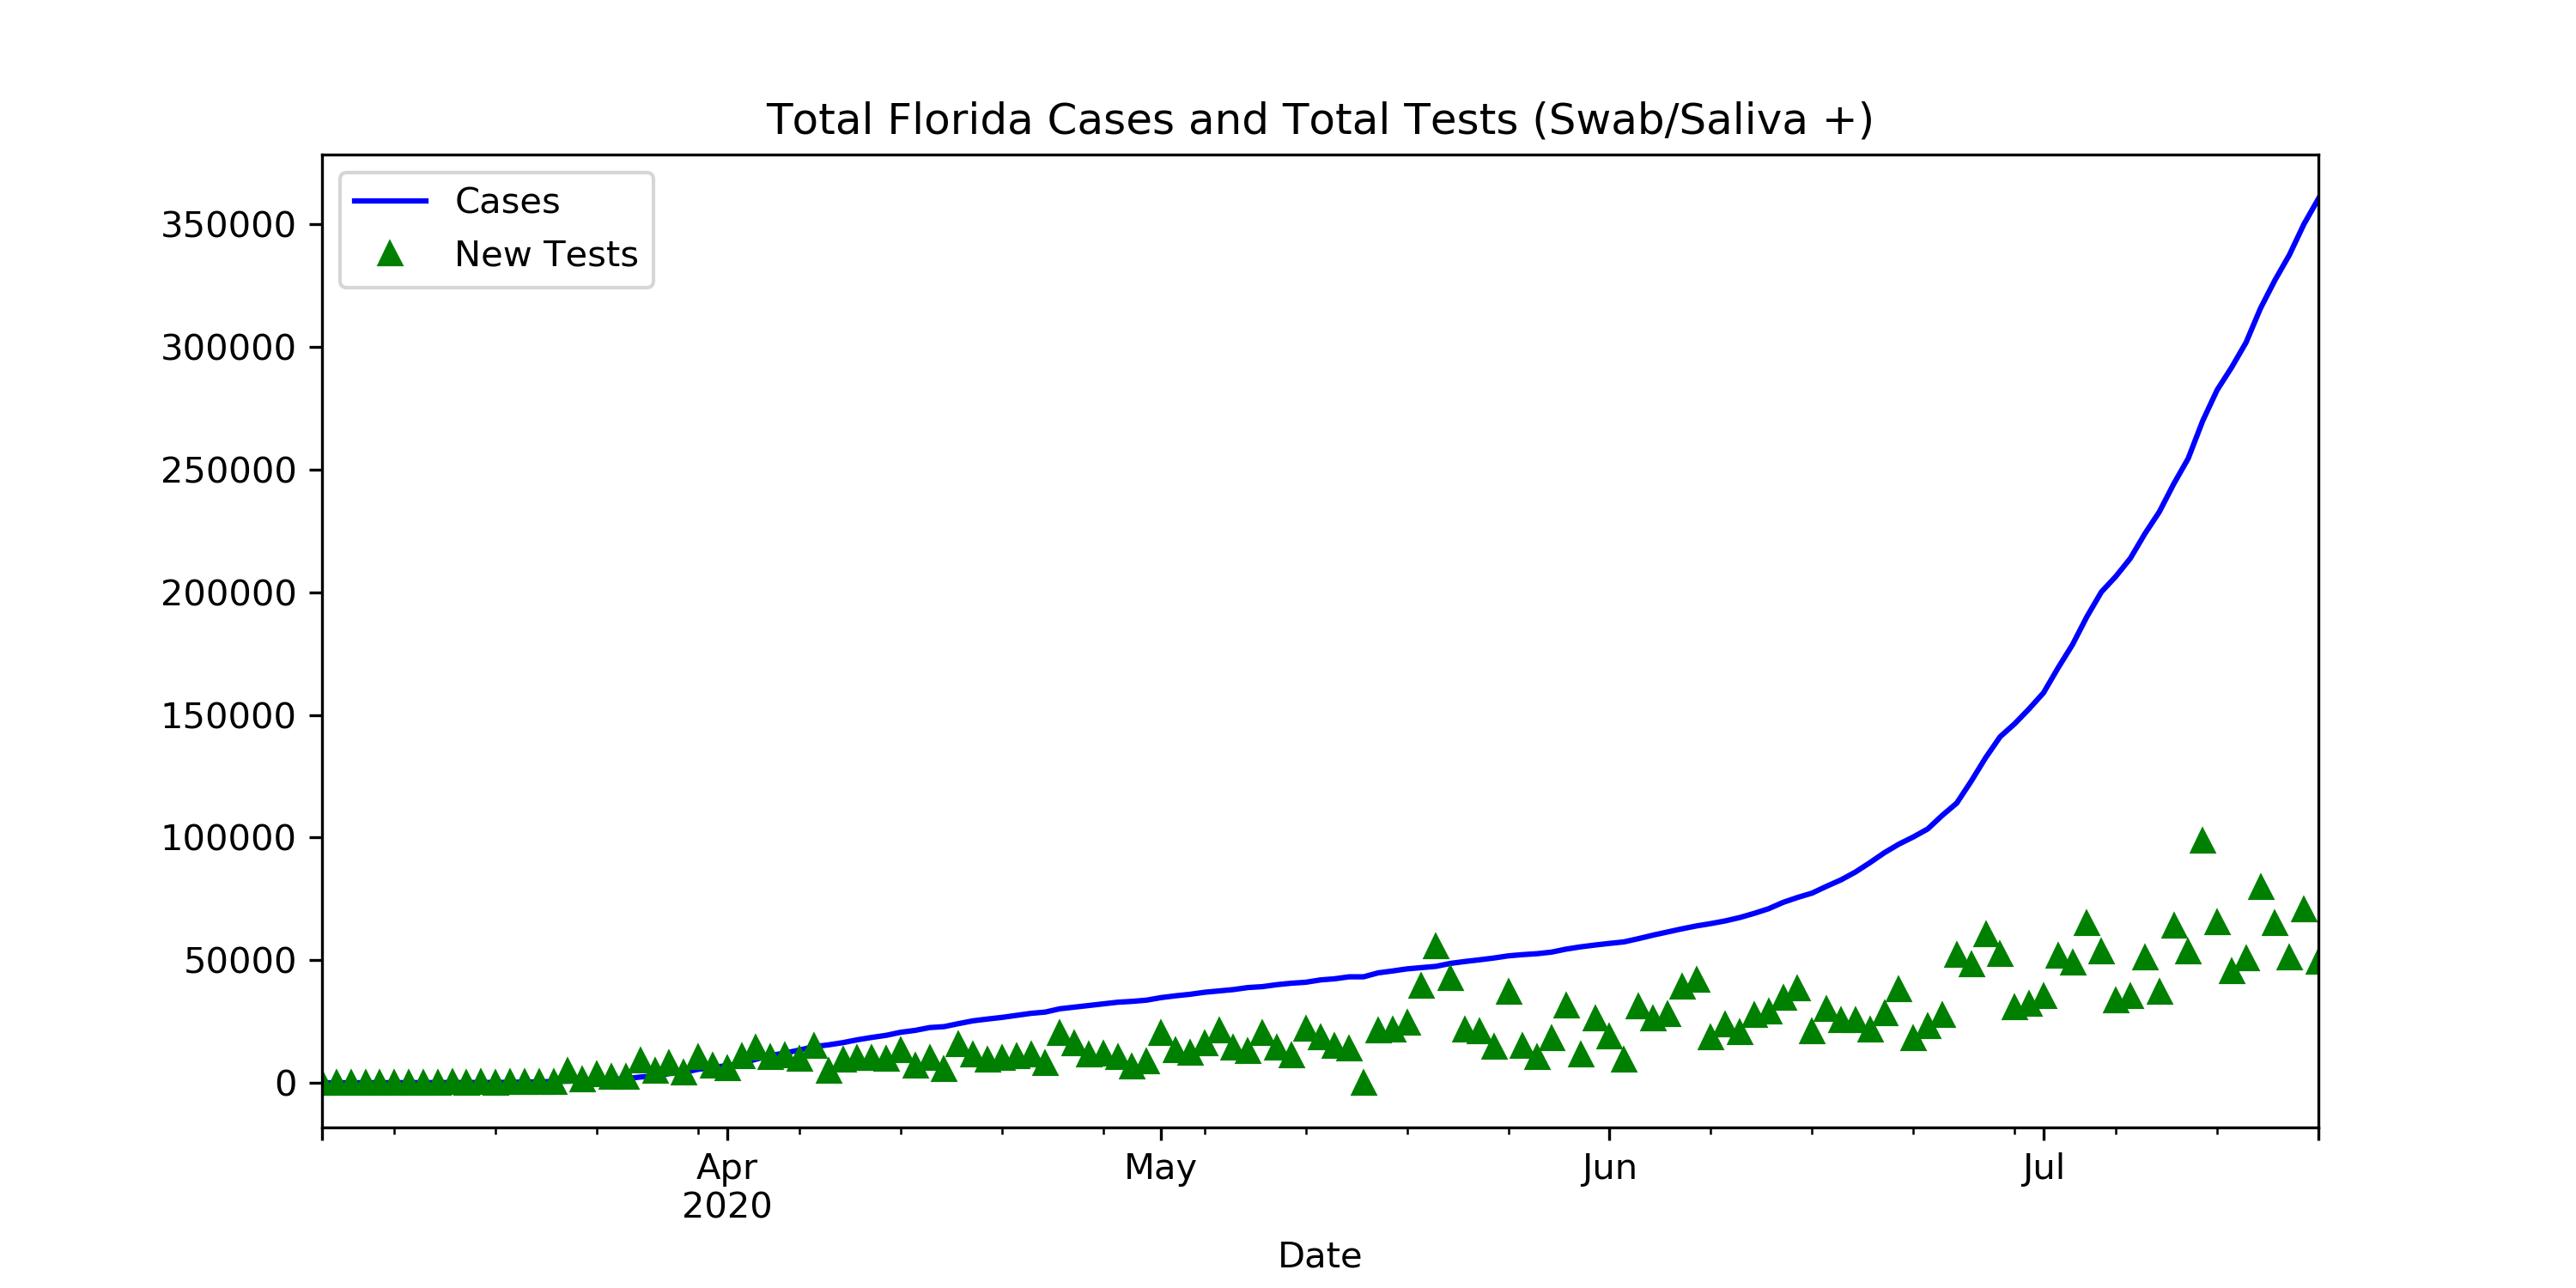 Total Florida Cases and Total Tests (Swab/Saliva +)
Cases
New Tests
350000
300000
250000
200000
150000
100000
50000
0
Apr
2020
May
Jun
Jul
Date